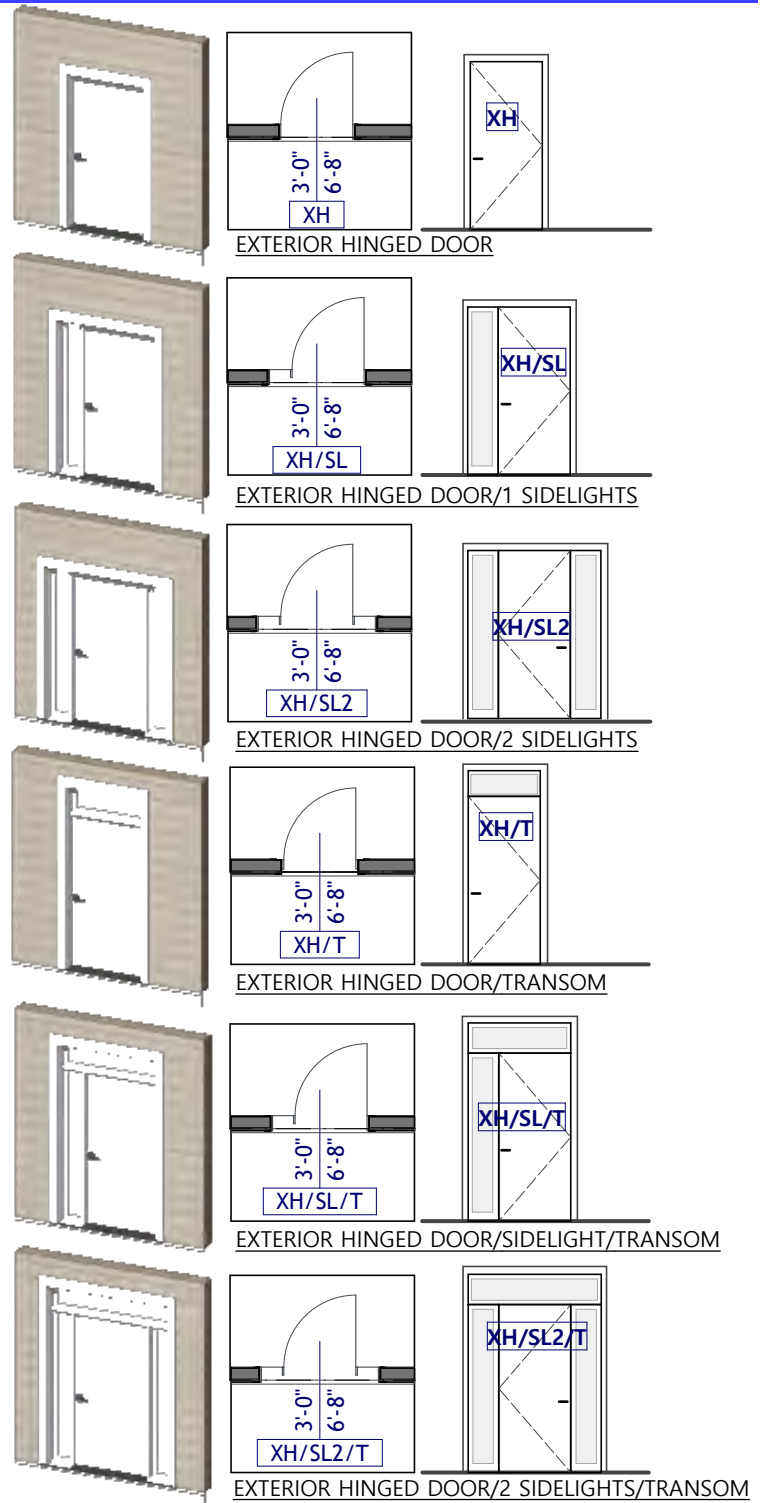 XH
3'-0"
6'-8"
XH
EXTERIOR HINGED DOOR
XH/SL
3'-0"
6'-8"
XH/SL
EXTERIOR HINGED DOOR/1 SIDELIGHTS
XH/SL2
3'-0"
6'-8"
XH/SL2
EXTERIOR HINGED DOOR/2 SIDELIGHTS
XH/T
3'-0"
6'-8"
XH/T
EXTERIOR HINGED DOOR/TRANSOM
XH/SL/T
3'-0"
6'-8"
XH/SL/T
EXTERIOR HINGED DOOR/SIDELIGHT/TRANSOM
XH/SL2/T
3'-0"
6'-8"
XH/SL2/T
EXTERIOR HINGED DOOR/2 SIDELIGHTS/TRANSOM